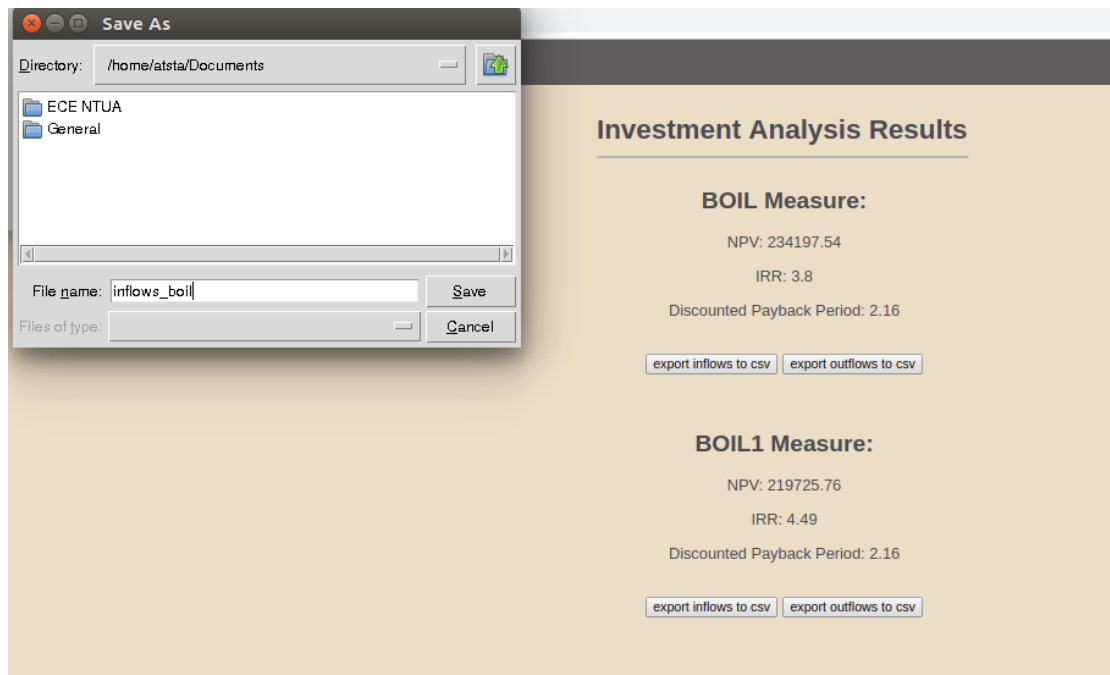 Save As
Directory: /home/atsta/Documents
ECE NTUA
General
File name: inflows_boil
Save
Files of type:
Cancel
Investment Analysis Results
BOIL Measure:
NPV: 234197.54
IRR: 3.8
Discounted Payback Period: 2.16
export inflows to csv export outflows to csv
BOIL1 Measure:
NPV: 219725.76
IRR: 4.49
Discounted Payback Period: 2.16
export inflows to csv export outflows to csv